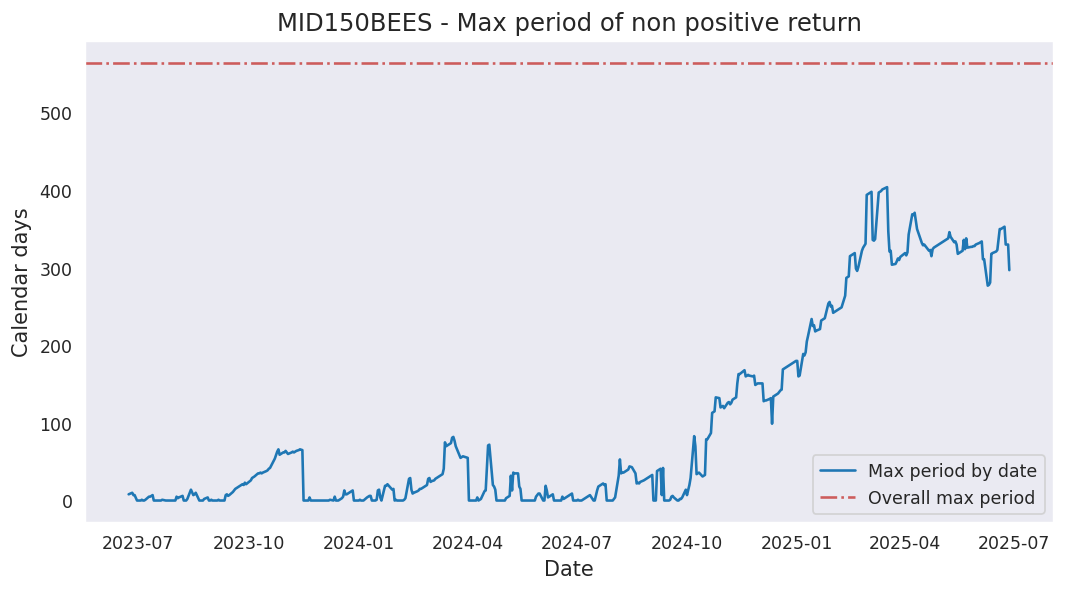 MID150BEES - Max period of non positive return
Calendar days
500
400
300
200
100
0
Max period by date
Overall max period
2023-07 2023-10 2024-01 2024-04 2024-07 2024-10 2025-01 2025-04 2025-07
Date